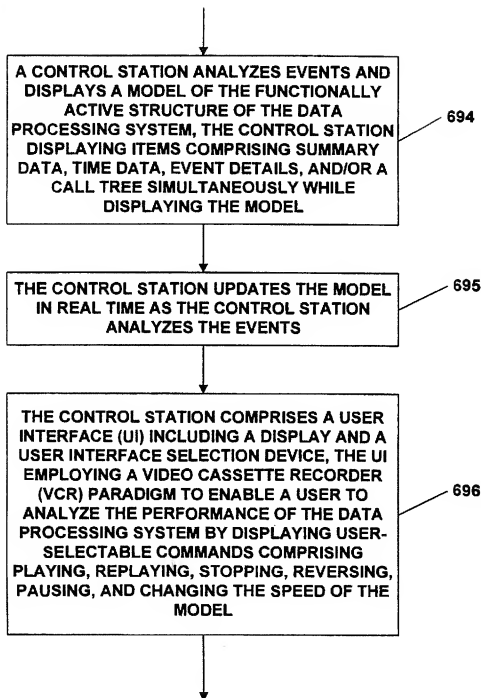 A CONTROL STATION ANALYZES EVENTS AND
DISPLAYS A MODEL OF THE FUNCTIONALLY
ACTIVE STRUCTURE OF THE DATA
PROCESSING SYSTEM, THE CONTROL STATION
DISPLAYING ITEMS COMPRISING SUMMARY
DATA, TIME DATA, EVENT DETAILS, AND/OR A
CALL TREE SIMULTANEOUSLY WHILE
DISPLAYING THE MODEL
694
THE CONTROL STATION UPDATES THE MODEL
IN REAL TIME AS THE CONTROL STATION
ANALYZES THE EVENTS
695
THE CONTROL STATION COMPRISES A USER
INTERFACE (UI) INCLUDING A DISPLAY AND A
USER INTERFACE SELECTION DEVICE, THE UI
EMPLOYING A VIDEO CASSETTE RECORDER
(VCR) PARADIGM TO ENABLE A USER TO
ANALYZE THE PERFORMANCE OF THE DATA
PROCESSING SYSTEM BY DISPLAYING USER-
SELECTABLE COMMANDS COMPRISING
PLAYING, REPLAYING, STOPPING, REVERSING,
PAUSING, AND CHANGING THE SPEED OF THE
MODEL
696